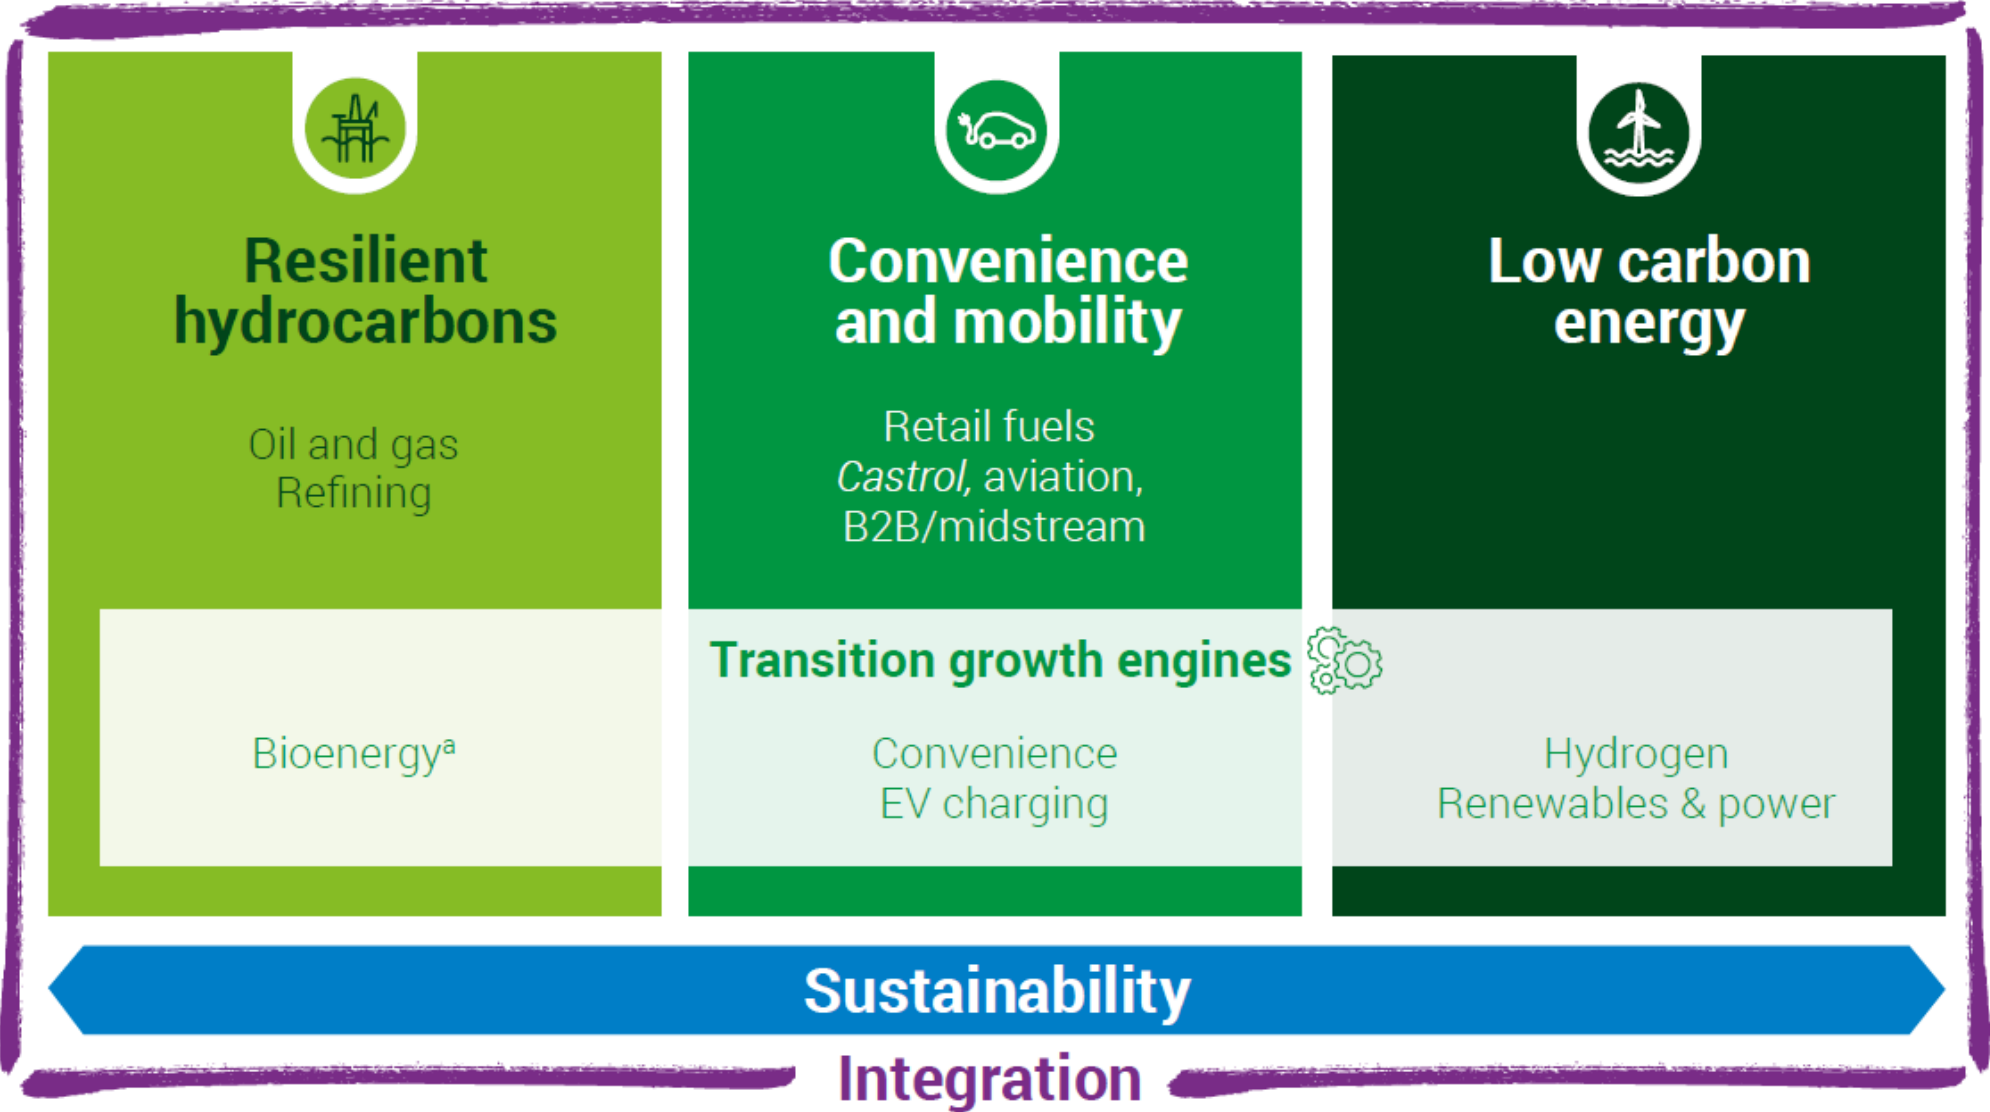 Resilient
hydrocarbons
Oil and gas
Refining
Convenience
and mobility
Retail fuels
Castrol, aviation,
B2B/midstream
Low carbon
energy
Transition growth engines
Bioenergyª
Convenience
EV charging
Hydrogen
Renewables & power
Sustainability
Integration